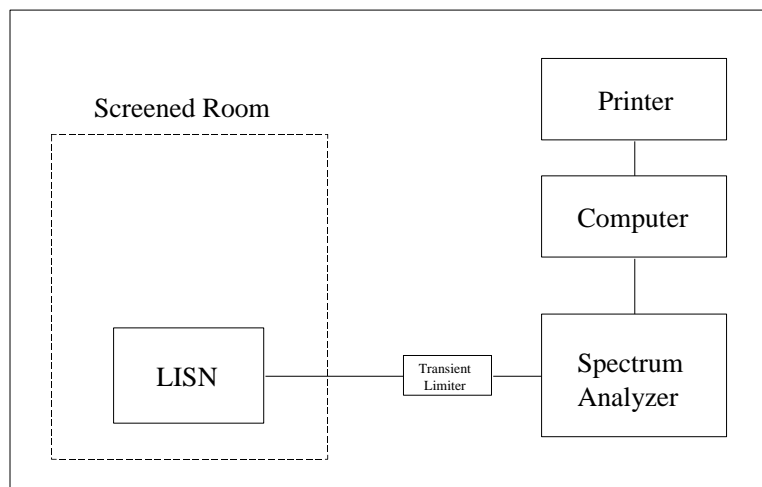 Screened Room
Printer
Computer
LISN
Transient
Limiter
Spectrum
Analyzer